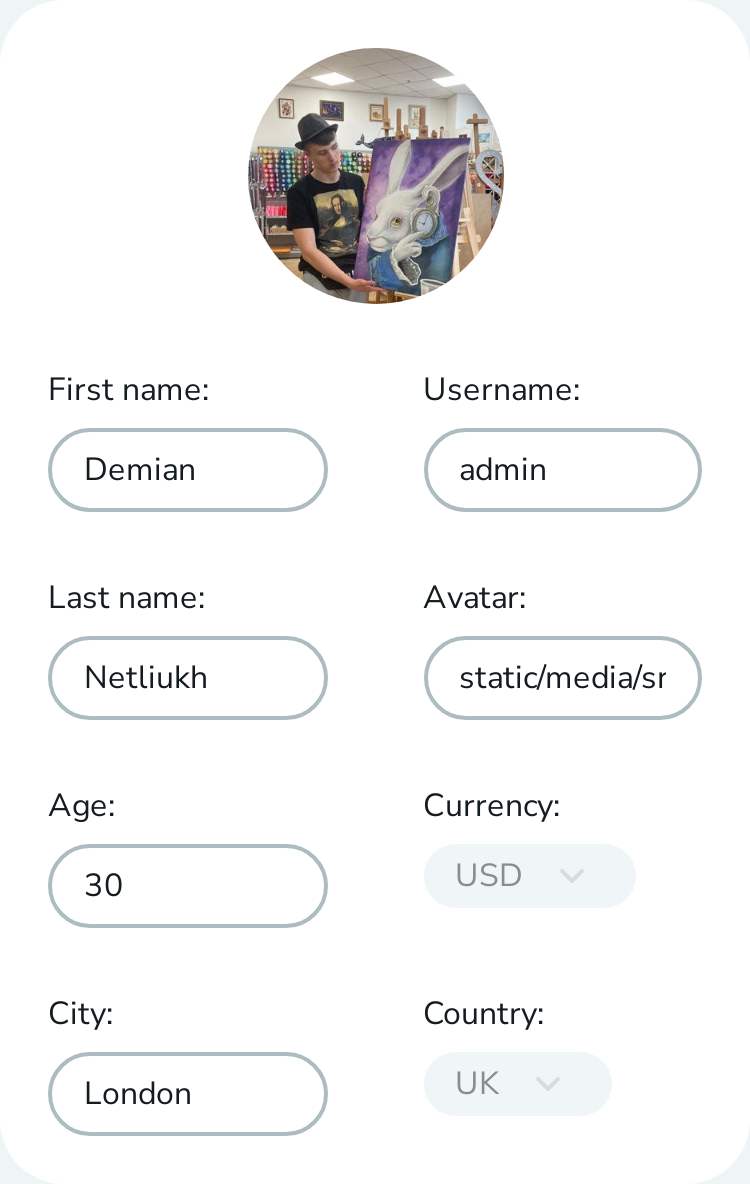 First name:
Username:
Demian
admin
Last name:
Avatar:
Netliukh
static/media/sr
Age:
Currency:
30
USD
City:
Country:
London
UK